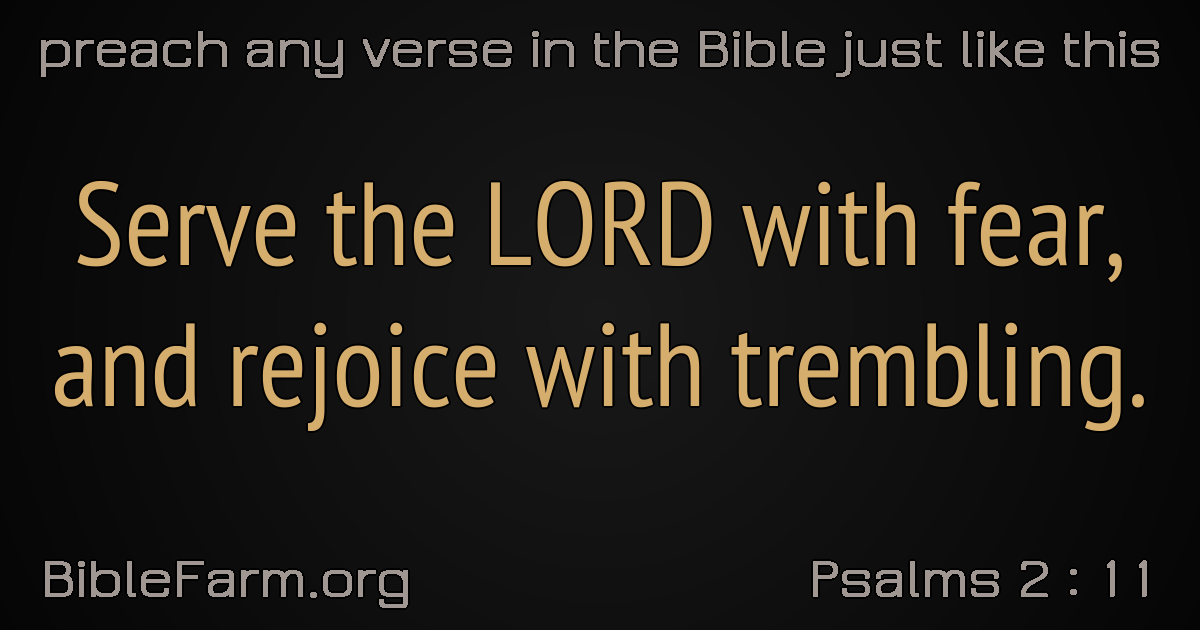 preach any verse in the Bible just like this
Serve the LORD with fear,
and rejoice with trembling.
BibleFarm.org
Psalms 2 : 11